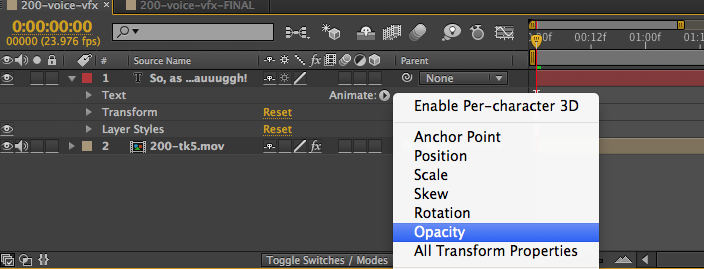 200-voice-vfx × 200-voice-vfx-FINAL
0:00:00:00
00000 (23.976 fps)
:00f 00:12f 01:00f 01:1
# Source Name fx Parent
1 T So, as ...auuuggh! None
Text Animate:
Transform Reset
Layer Styles Reset
2 200-tk5.mov fx
Enable Per-character 3D
Anchor Point
Position
Scale
Skew
Rotation
Opacity
All Transform Properties
Toggle Switches / Modes